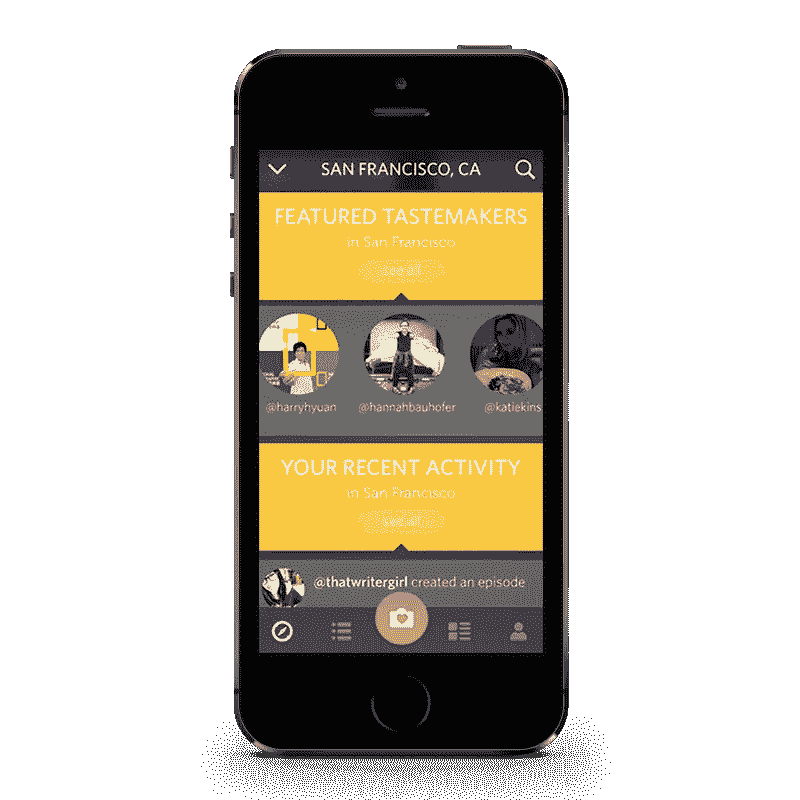 SAN FRANCISCO, CA
FEATURED TASTEMAKERS
in San Francisco
see all
@harryhyuan
@hannahbauhofer
@katiekins
YOUR RECENT ACTIVITY
in San Francisco
@thatwritergirl created an episode